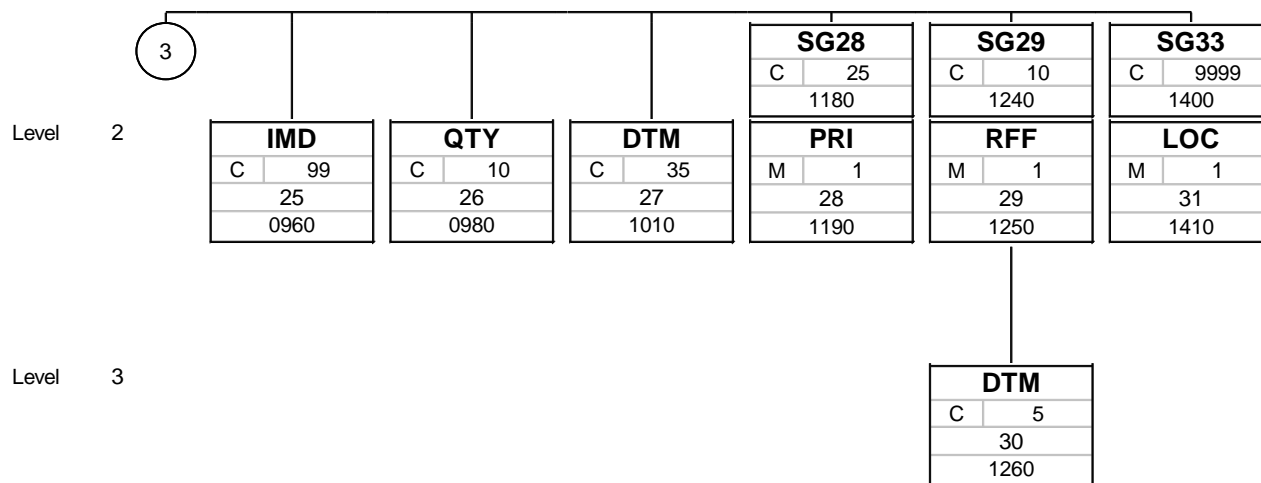 3
SG28 SG29 SG33
C 25 C 10 C 9999
1180 1240 1400
Level 2 IMD QTY DTM PRI RFF LOC
C 99 C 10 C 35 M 1 M 1 M 1
25 26 27 28 29 31
0960 0980 1010 1190 1250 1410
Level 3 DTM
C 5
30
1260